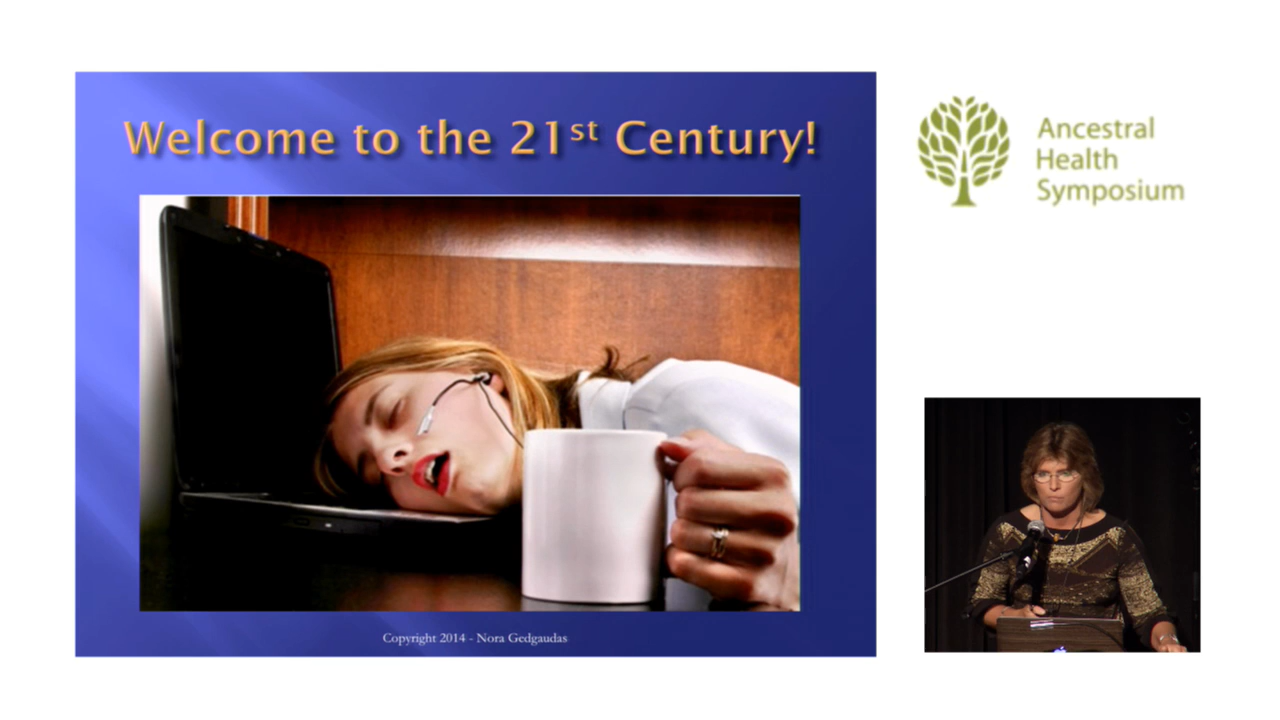 Welcome to the 21st Century!
Ancestral
Health
Symposium
Copyright 2014 - Nora Gedgaudas